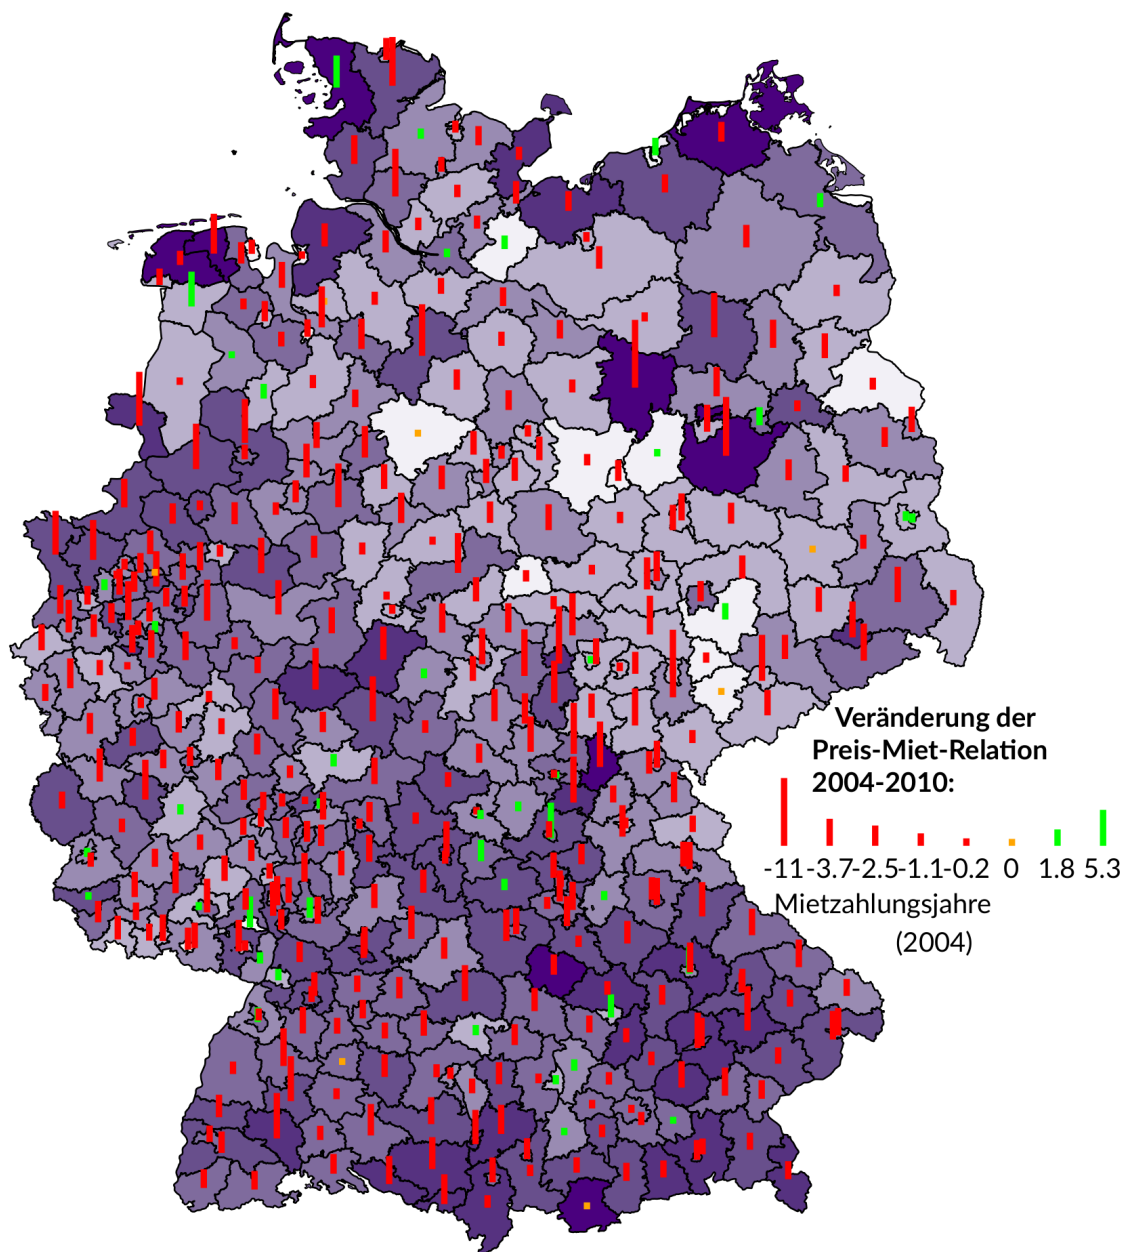 Veränderung der
Preis-Miet-Relation
2004-2010:
-11 -3.7 -2.5 -1.1 -0.2 0 1.8 5.3
Mietzahlungsjahre
(2004)